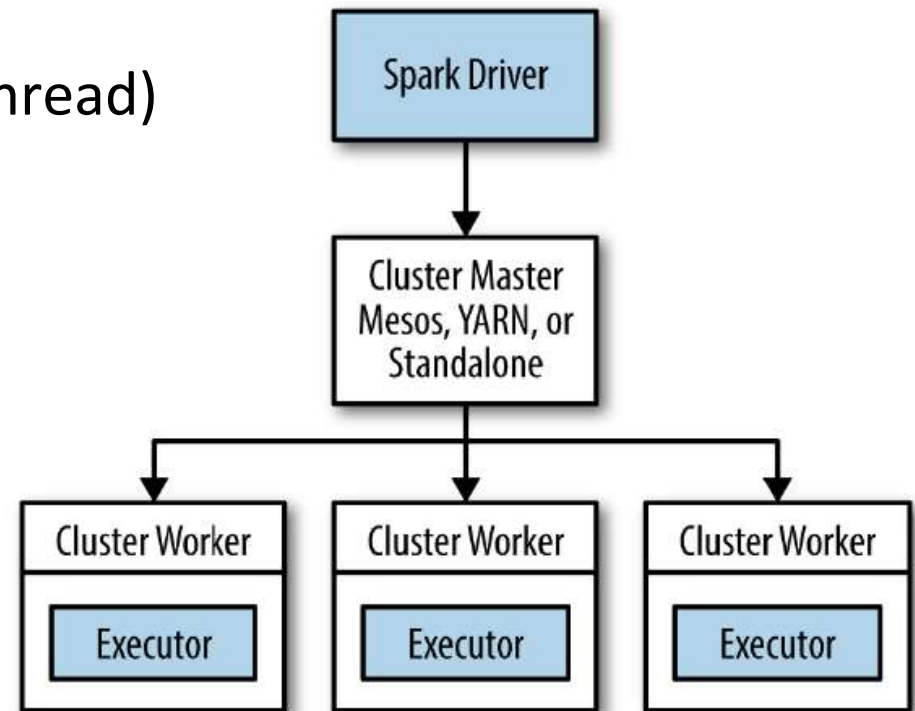 hread)
Spark Driver
Cluster Master
Mesos, YARN, or
Standalone
Cluster Worker
Cluster Worker
Cluster Worker
Executor
Executor
Executor